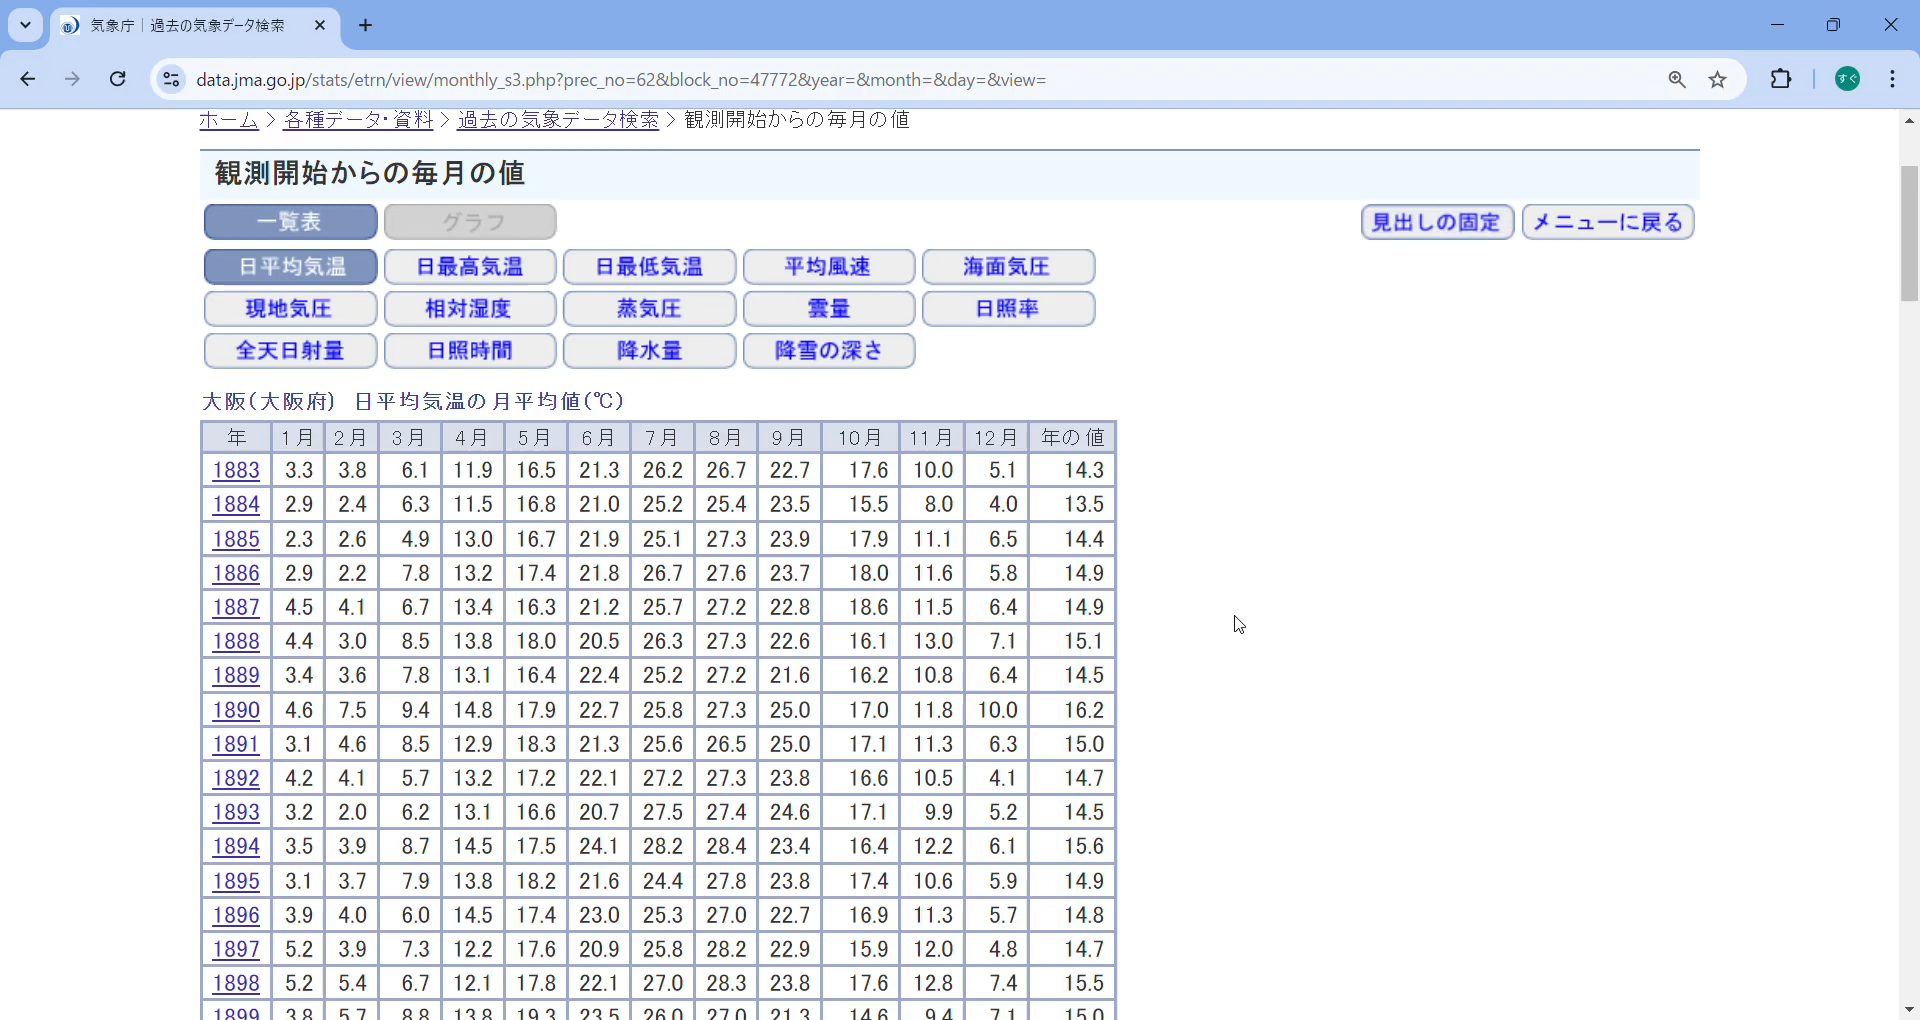 気象庁｜過去の気象データ検索
data.jma.go.jp/stats/etrn/view/monthly_s3.php?prec_no=62&block_no=47772&year=&month=&day=&view=
すぐ
ホーム > 各種データ・資料 > 過去の気象データ検索 > 観測開始からの毎月の値
観測開始からの毎月の値
一覧表 グラフ 見出しの固定 メニューに戻る
日平均気温 日最高気温 日最低気温 平均風速 海面気圧
現地気圧 相対湿度 蒸気圧 雲量 日照率
全天日射量 日照時間 降水量 降雪の深さ
大阪(大阪府) 日平均気温の月平均値(℃)
年 1月 2月 3月 4月 5月 6月 7月 8月 9月 10月 11月 12月 年の値
1883 3.3 3.8 6.1 11.9 16.5 21.3 26.2 26.7 22.7 17.6 10.0 5.1 14.3
1884 2.9 2.4 6.3 11.5 16.8 21.0 25.2 25.4 23.5 15.5 8.0 4.0 13.5
1885 2.3 2.6 4.9 13.0 16.7 21.9 25.1 27.3 23.9 17.9 11.1 6.5 14.4
1886 2.9 2.2 7.8 13.2 17.4 21.8 26.7 27.6 23.7 18.0 11.6 5.8 14.9
1887 4.5 4.1 6.7 13.4 16.3 21.2 25.7 27.2 22.8 18.6 11.5 6.4 14.9
1888 4.4 3.0 8.5 13.8 18.0 20.5 26.3 27.3 22.6 16.1 13.0 7.1 15.1
1889 3.4 3.6 7.8 13.1 16.4 22.4 25.2 27.2 21.6 16.2 10.8 6.4 14.5
1890 4.6 7.5 9.4 14.8 17.9 22.7 25.8 27.3 25.0 17.0 11.8 10.0 16.2
1891 3.1 4.6 8.5 12.9 18.3 21.3 25.6 26.5 25.0 17.1 11.3 6.3 15.0
1892 4.2 4.1 5.7 13.2 17.2 22.1 27.2 27.3 23.8 16.6 10.5 4.1 14.7
1893 3.2 2.0 6.2 13.1 16.6 20.7 27.5 27.4 24.6 17.1 9.9 5.2 14.5
1894 3.5 3.9 8.7 14.5 17.5 24.1 28.2 28.4 23.4 16.4 12.2 6.1 15.6
1895 3.1 3.7 7.9 13.8 18.2 21.6 24.4 27.8 23.8 17.4 10.6 5.9 14.9
1896 3.9 4.0 6.0 14.5 17.4 23.0 25.3 27.0 22.7 16.9 11.3 5.7 14.8
1897 5.2 3.9 7.3 12.2 17.6 20.9 25.8 28.2 22.9 15.9 12.0 4.8 14.7
1898 5.2 5.4 6.7 12.1 17.8 22.1 27.0 28.3 23.8 17.6 12.8 7.4 15.5
1899 3.8 5.7 8.8 13.8 19.3 23.5 26.0 27.0 21.3 14.6 9.4 7.1 15.0